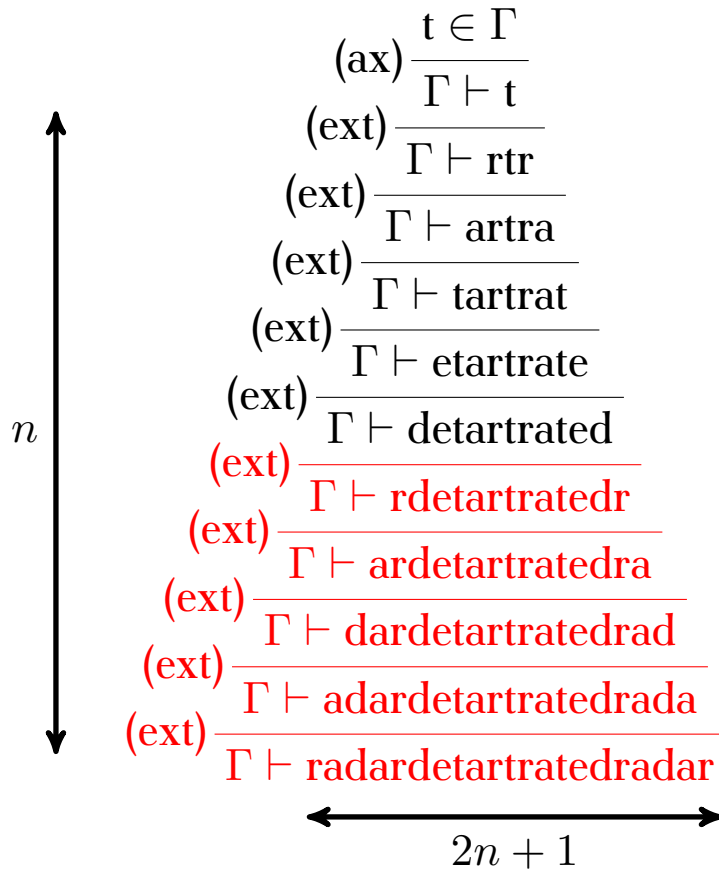 t ∈ Γ
(ax)
Γ ⊢ t
(ext)
Γ ⊢ rtr
(ext)
Γ ⊢ artra
(ext)
Γ ⊢ tartrat
(ext)
Γ ⊢ etartrate
(ext)
Γ ⊢ detartrated
n
(ext)
Γ ⊢ rdetartratedr
(ext)
Γ ⊢ ardetartratedra
(ext)
Γ ⊢ dardetartratedrad
(ext)
Γ ⊢ adardetartratedrada
(ext)
Γ ⊢ radardetartratedradar
2n + 1